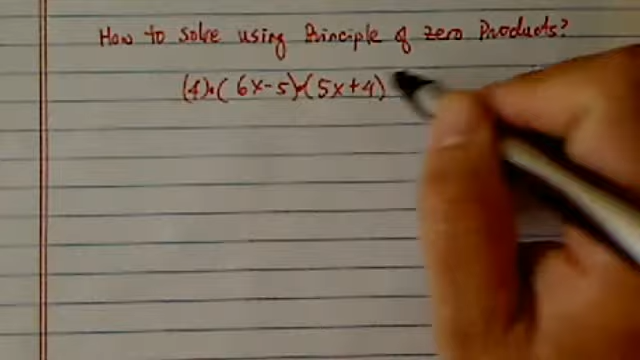 How to solve using Principle of zero Products?
(4)•(6x-5)•(5x+4)